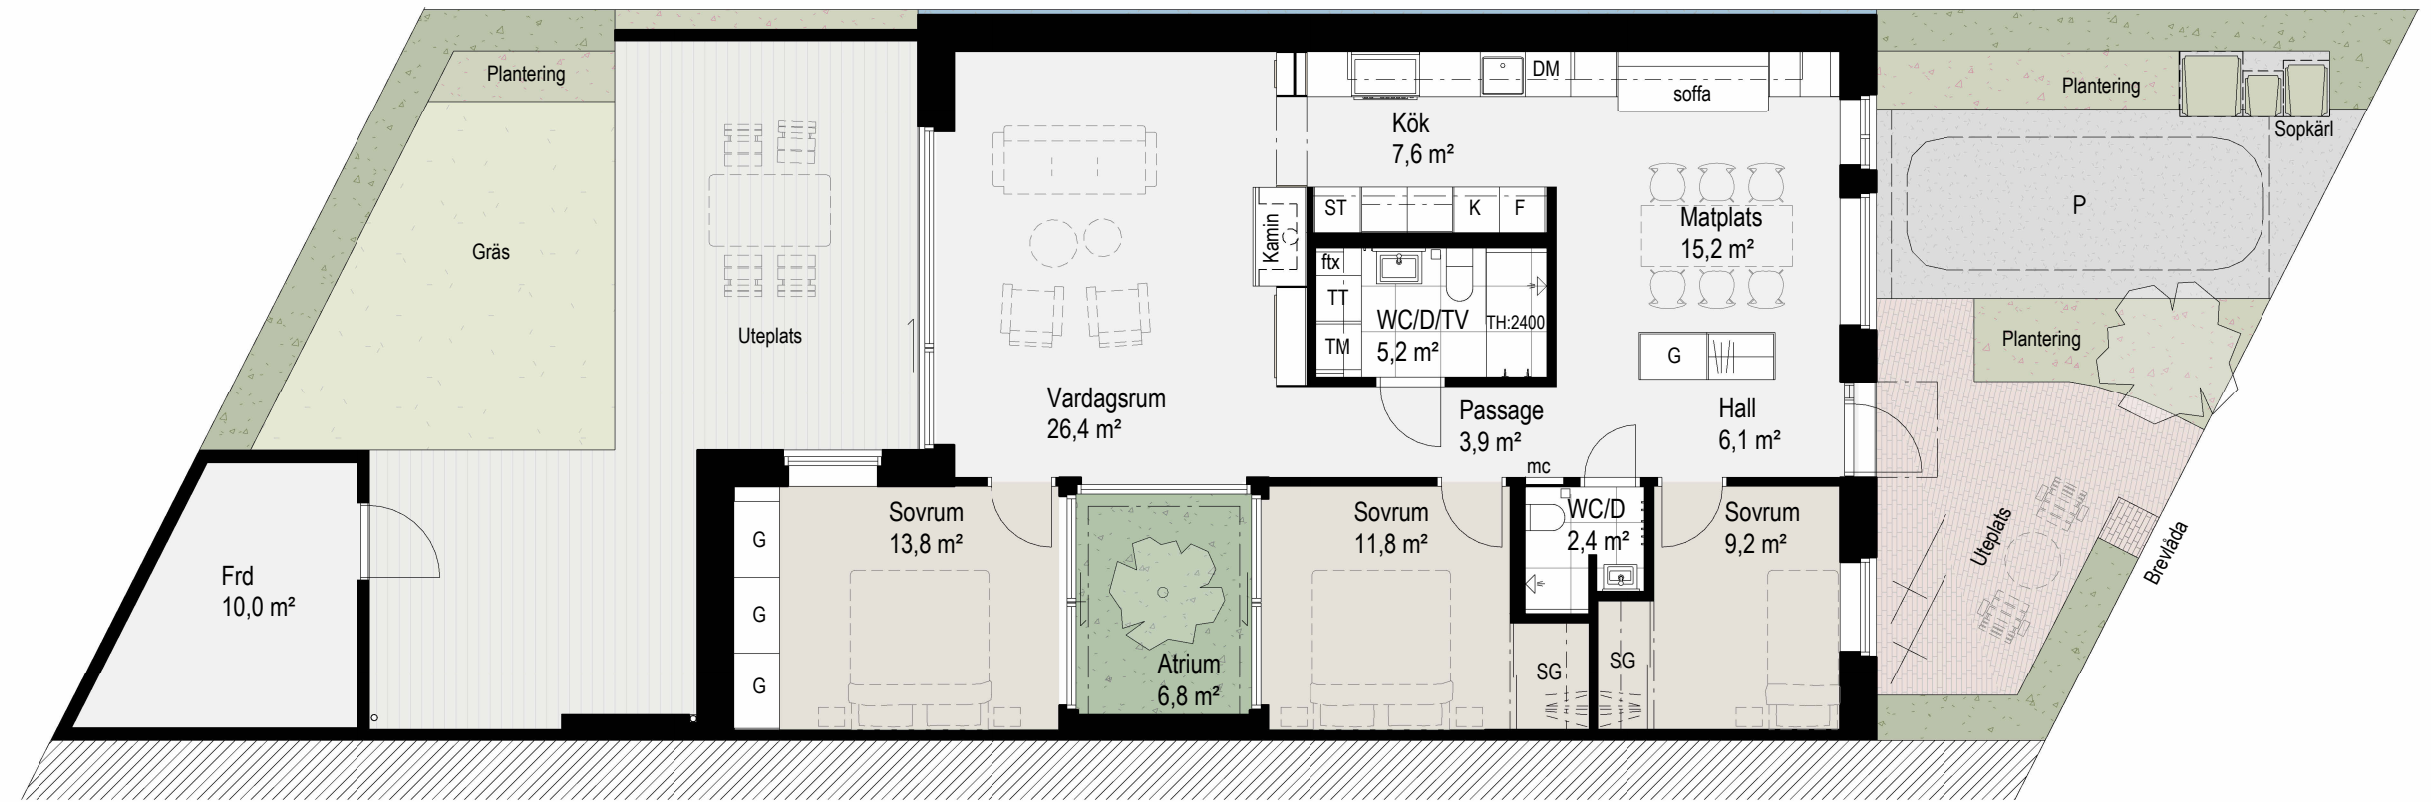 Plantering
Gräs
Uteplats
Frd
10,0 m²
Vardagsrum
26,4 m²
Kamin
Kök
7,6 m²
DM
soffa
ST
K
F
ftx
TT
TM
WC/D/TV
5,2 m²
TH:2400
Matplats
15,2 m²
G
Passage
3,9 m²
Hall
6,1 m²
mc
G
G
G
Sovrum
13,8 m²
Atrium
6,8 m²
Sovrum
11,8 m²
SG
WC/D
2,4 m²
SG
Sovrum
9,2 m²
Plantering
Sopkärl
P
Plantering
Uteplats
Brevlåda